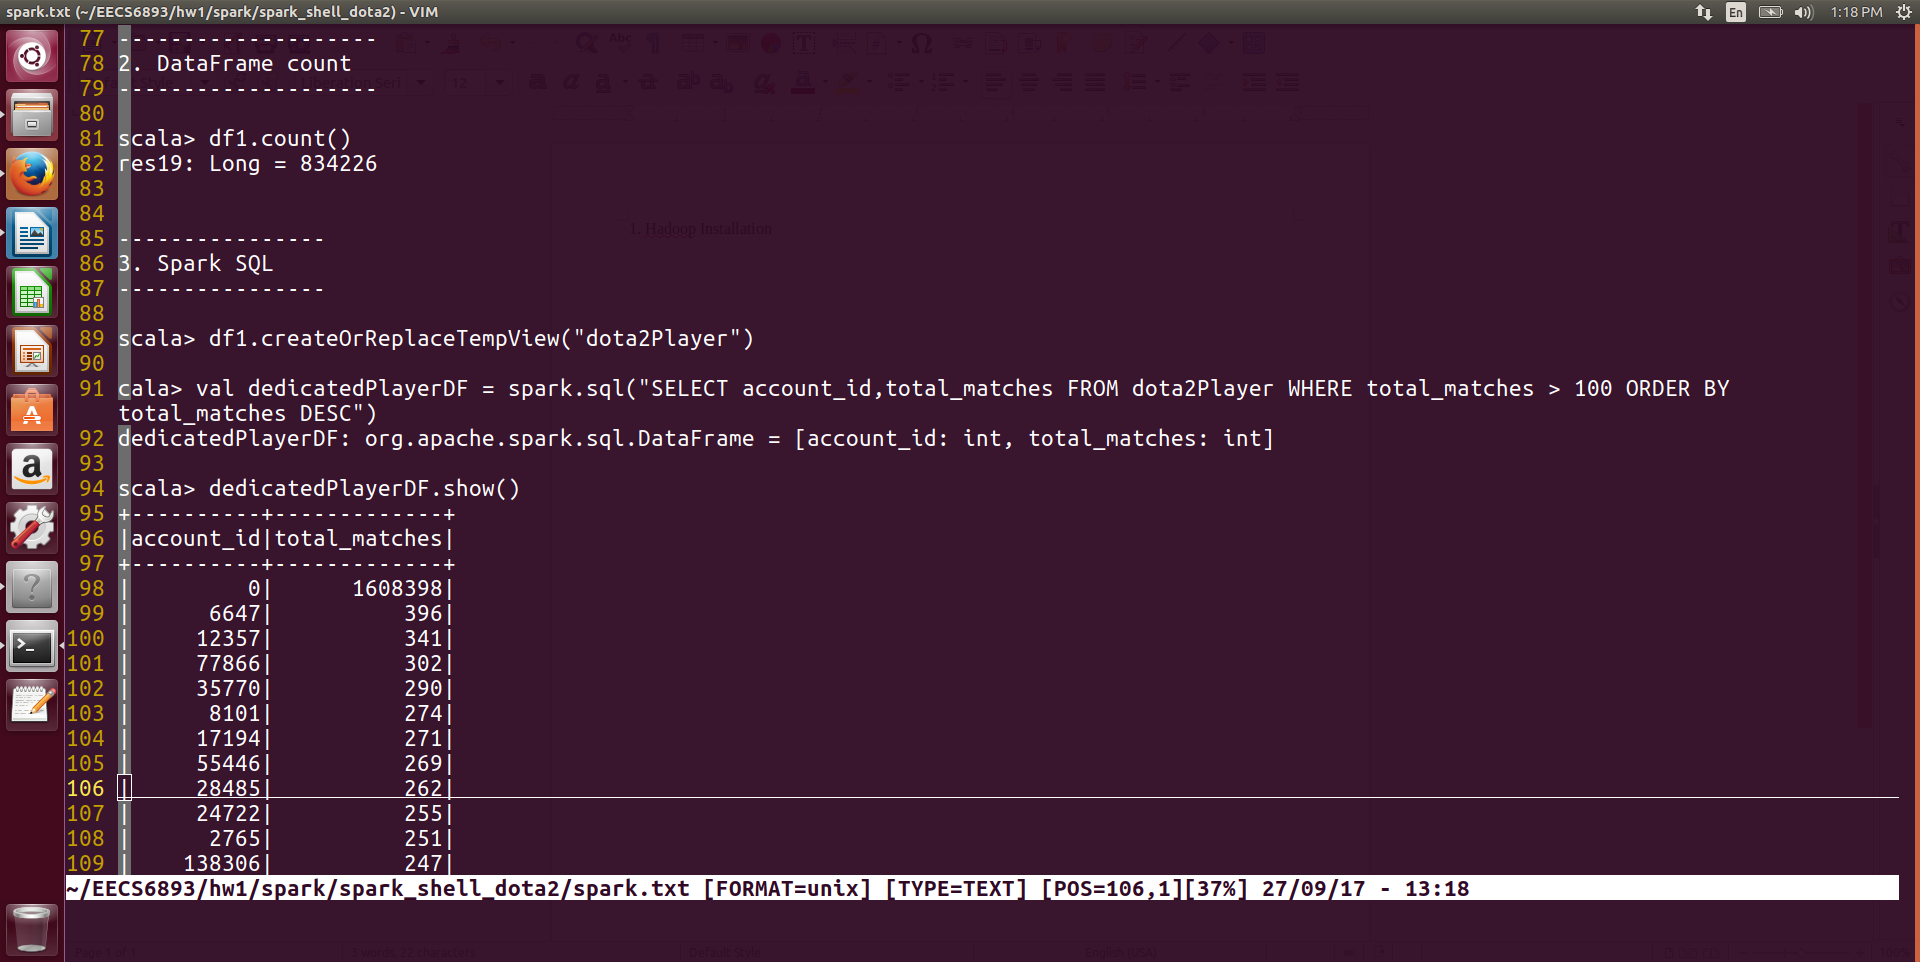 spark.txt (~/EECS6893/hw1/spark/spark_shell_dota2) - VIM
En
1:18 PM
77 --------------------
78 2. DataFrame count
79 --------------------
80
81 scala> df1.count()
82 res19: Long = 834226
83
84
1. Hadoop Installation
85 ----------------
86 3. Spark SQL
87 ----------------
88
89 scala> df1.createOrReplaceTempView("dota2Player")
90
91 cala> val dedicatedPlayerDF = spark.sql("SELECT account_id,total_matches FROM dota2Player WHERE total_matches > 100 ORDER BY
total_matches DESC")
92 dedicatedPlayerDF: org.apache.spark.sql.DataFrame = [account_id: int, total_matches: int]
93
94 scala> dedicatedPlayerDF.show()
95 +----------+-------------+
96 |account_id|total_matches|
97 +----------+-------------+
98 |         0|      1608398|
99 |      6647|          396|
100 |     12357|          341|
101 |     77866|          302|
102 |     35770|          290|
103 |      8101|          274|
104 |     17194|          271|
105 |     55446|          269|
106 |     28485|          262|
107 |     24722|          255|
108 |      2765|          251|
109 |    138306|          247|
~/EECS6893/hw1/spark/spark_shell_dota2/spark.txt [FORMAT=unix] [TYPE=TEXT] [POS=106,1][37%] 27/09/17 - 13:18